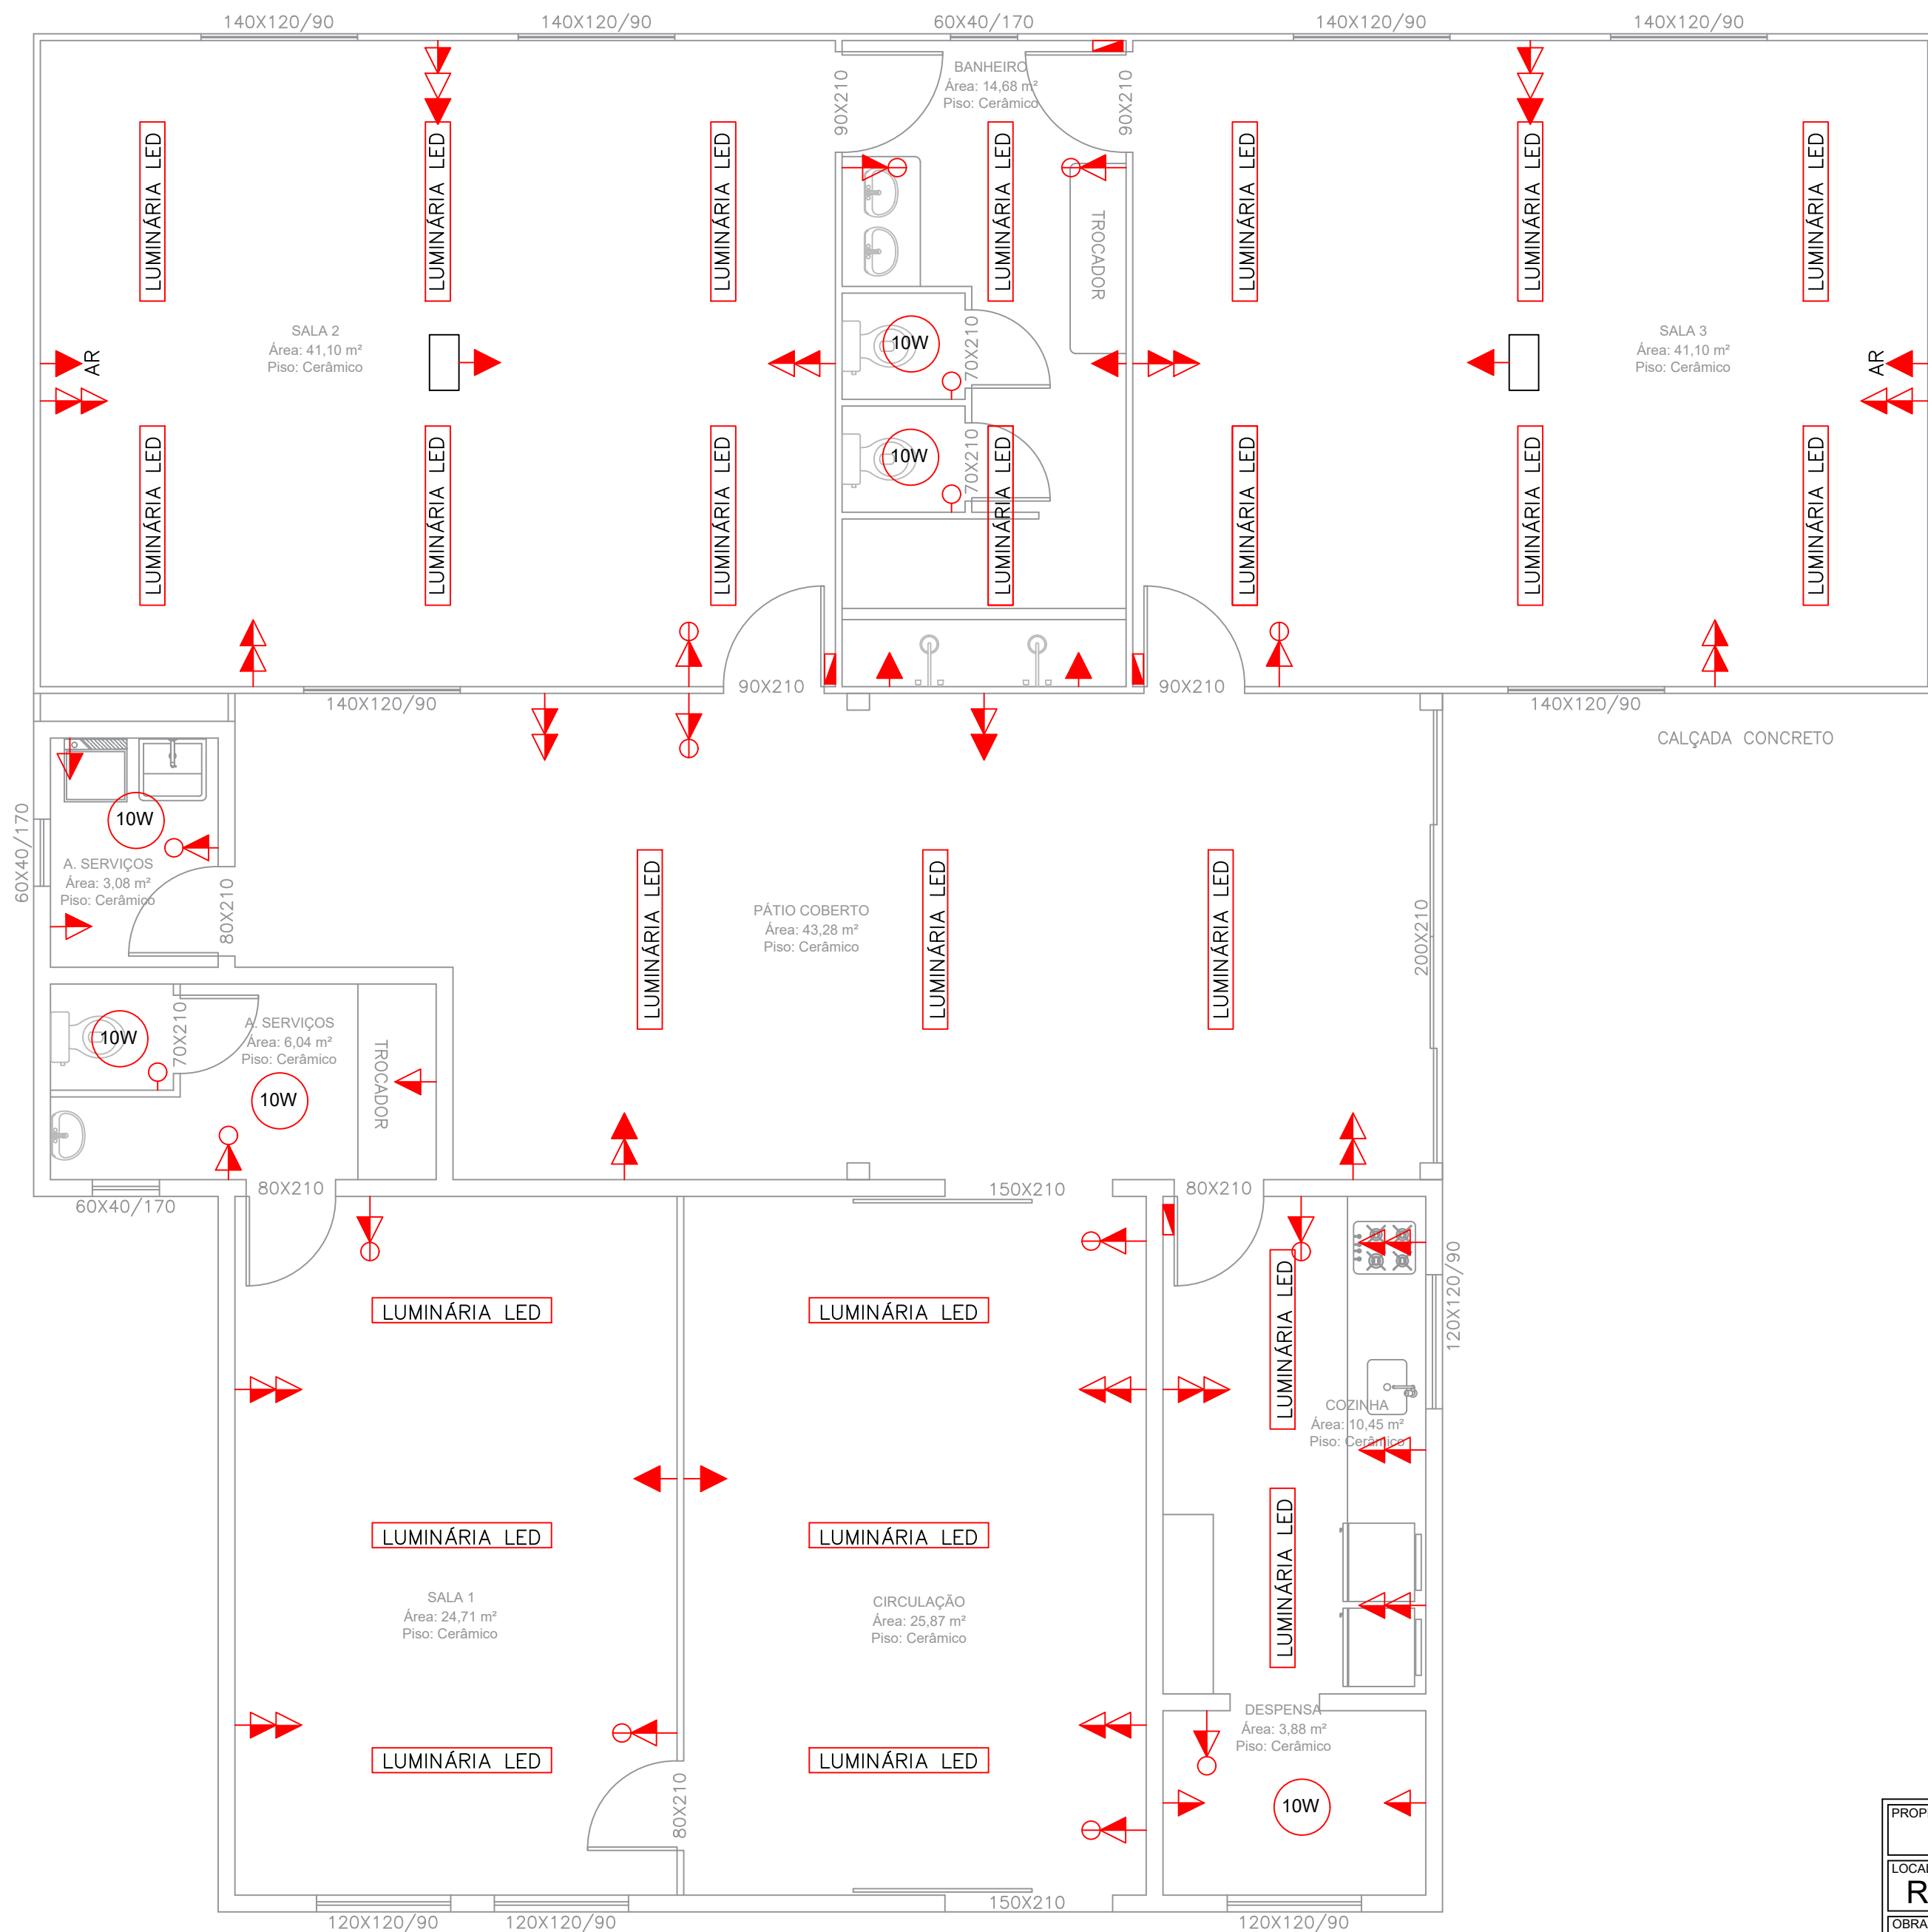 140X120/90
140X120/90
60X40/170
140X120/90
140X120/90
90X210
BANHEIRO
Área: 14,68 m²
Piso: Cerâmico
90X210
LUMINÁRIA LED
LUMINÁRIA LED
LUMINÁRIA LED
LUMINÁRIA LED
LUMINÁRIA LED
LUMINÁRIA LED
LUMINÁRIA LED
TROCADOR
SALA 2
Área: 41,10 m²
Piso: Cerâmico
AR
10W
70X210
SALA 3
Área: 41,10 m²
Piso: Cerâmico
AR
10W
70X210
LUMINÁRIA LED
LUMINÁRIA LED
LUMINÁRIA LED
LUMINÁRIA LED
LUMINÁRIA LED
LUMINÁRIA LED
LUMINÁRIA LED
90X210
90X210
140X120/90
140X120/90
CALÇADA CONCRETO
60X40/170
10W
A. SERVIÇOS
Área: 3,08 m²
Piso: Cerâmico
80X210
LUMINÁRIA LED
PÁTIO COBERTO
Área: 43,28 m²
Piso: Cerâmico
LUMINÁRIA LED
LUMINÁRIA LED
200X210
10W
70X210
A. SERVIÇOS
Área: 6,04 m²
Piso: Cerâmico
10W
TROCADOR
60X40/170
80X210
150X210
80X210
LUMINÁRIA LED
LUMINÁRIA LED
LUMINÁRIA LED
120X120/90
COZINHA
Área: 10,45 m²
Piso: Cerâmico
LUMINÁRIA LED
LUMINÁRIA LED
LUMINÁRIA LED
SALA 1
Área: 24,71 m²
Piso: Cerâmico
CIRCULAÇÃO
Área: 25,87 m²
Piso: Cerâmico
DESPENSA
Área: 3,88 m²
Piso: Cerâmico
LUMINÁRIA LED
LUMINÁRIA LED
80X210
10W
120X120/90
120X120/90
150X210
120X120/90
PROP
LOCAL
R
OBRA